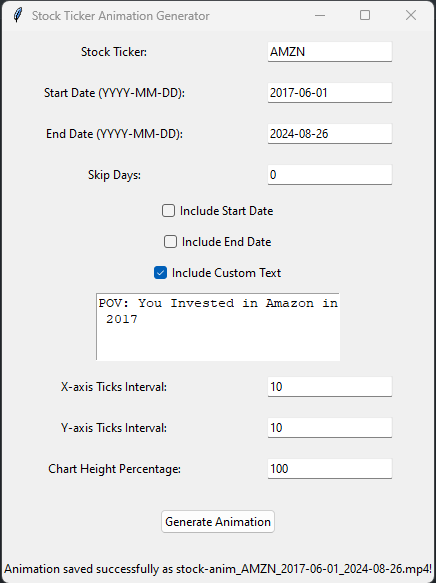 Stock Ticker Animation Generator
Stock Ticker: AMZN
Start Date (YYYY-MM-DD): 2017-06-01
End Date (YYYY-MM-DD): 2024-08-26
Skip Days: 0
Include Start Date
Include End Date
Include Custom Text
POV: You Invested in Amazon in
2017
X-axis Ticks Interval: 10
Y-axis Ticks Interval: 10
Chart Height Percentage: 100
Generate Animation
Animation saved successfully as stock-anim_AMZN_2017-06-01_2024-08-26.mp4!